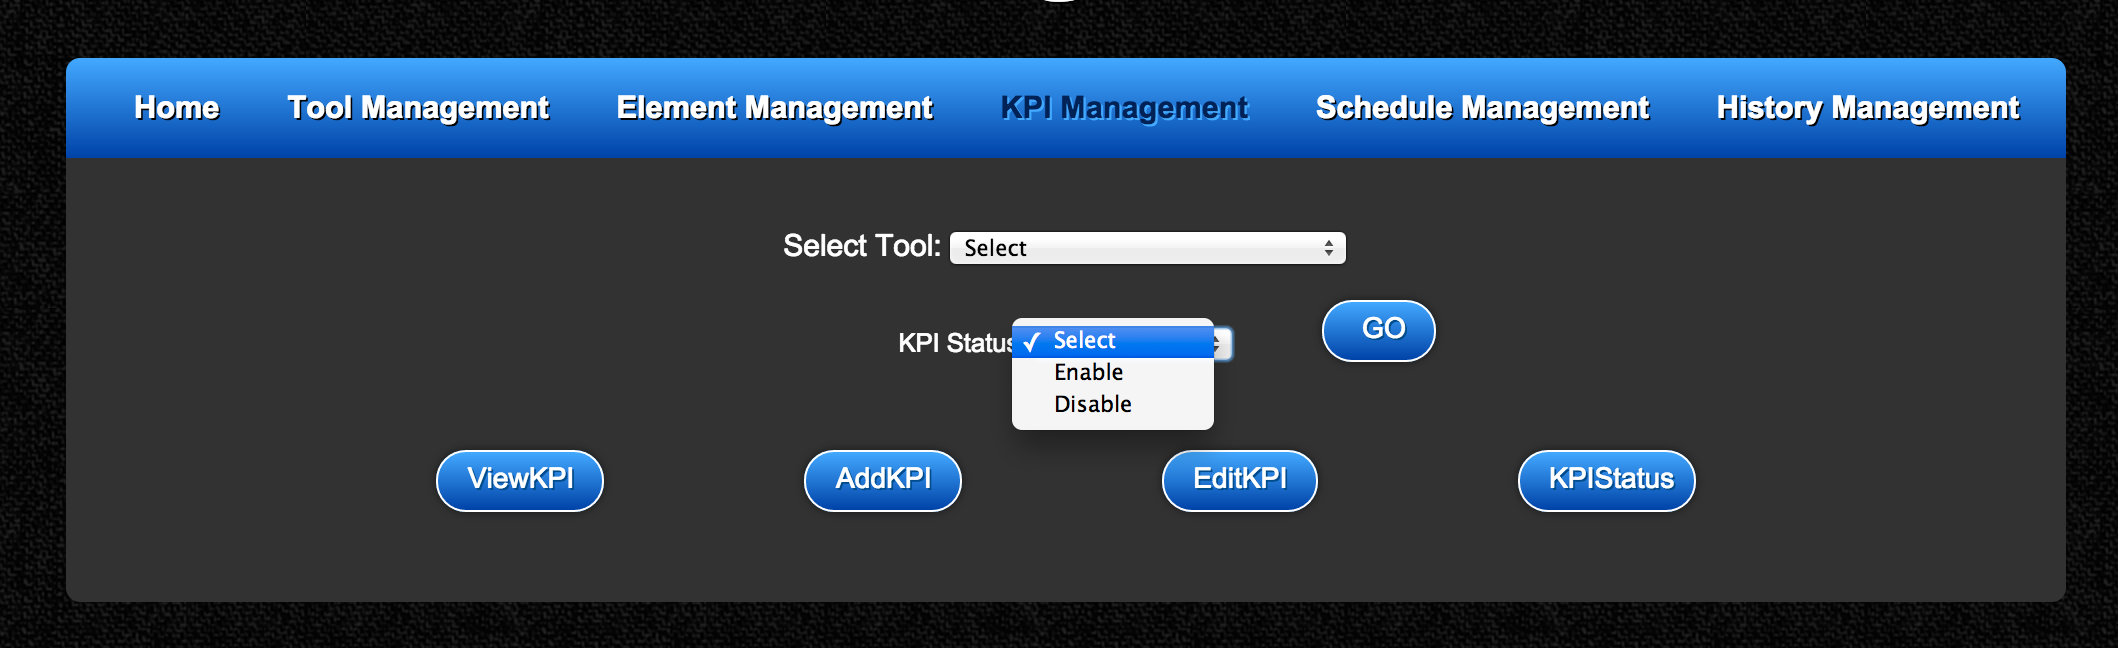 Home Tool Management Element Management KPI Management Schedule Management History Management
Select Tool: Select
GO
KPI Status Select
Enable
Disable
ViewKPI AddKPI EditKPI KPIStatus